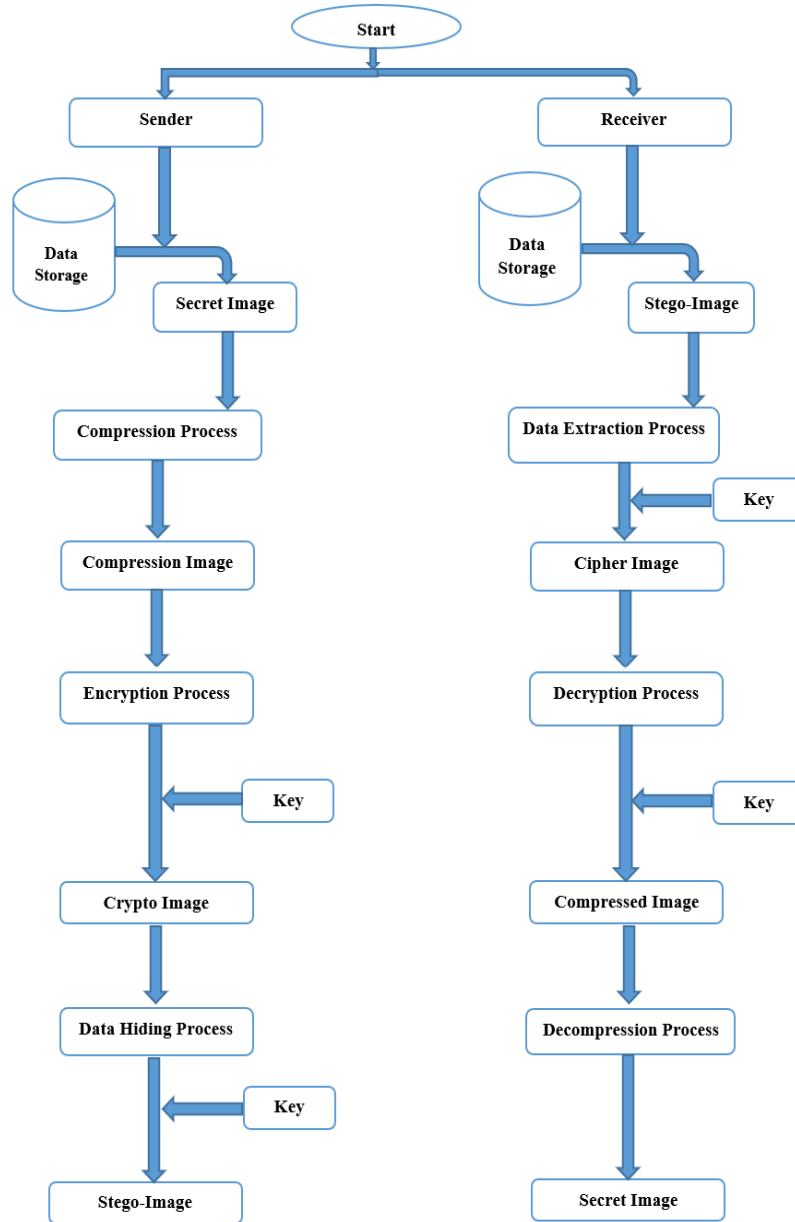 Start
Sender
Receiver
Data
Storage
Data
Storage
Secret Image
Stego-Image
Compression Process
Data Extraction Process
Key
Compression Image
Cipher Image
Encryption Process
Decryption Process
Key
Key
Crypto Image
Compressed Image
Data Hiding Process
Decompression Process
Key
Stego-Image
Secret Image